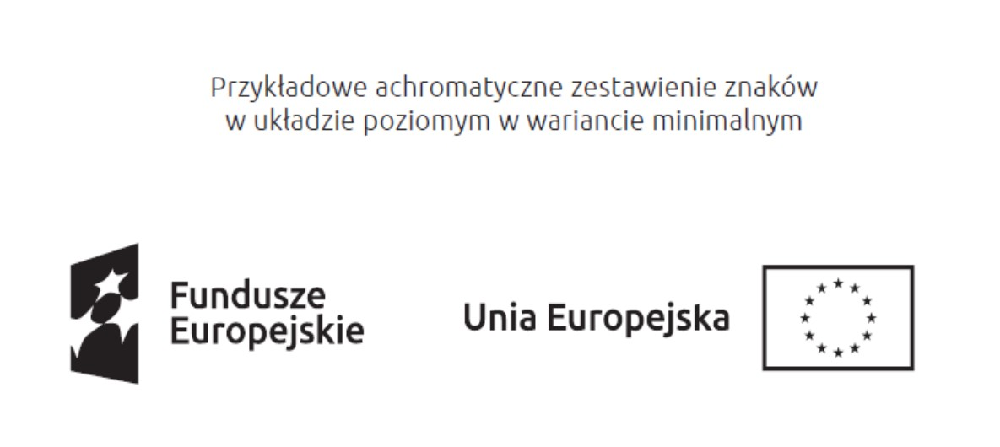 Przykładowe achromatyczne zestawienie znaków
w układzie poziomym w wariancie minimalnym
Fundusze
Europejskie
Unia Europejska